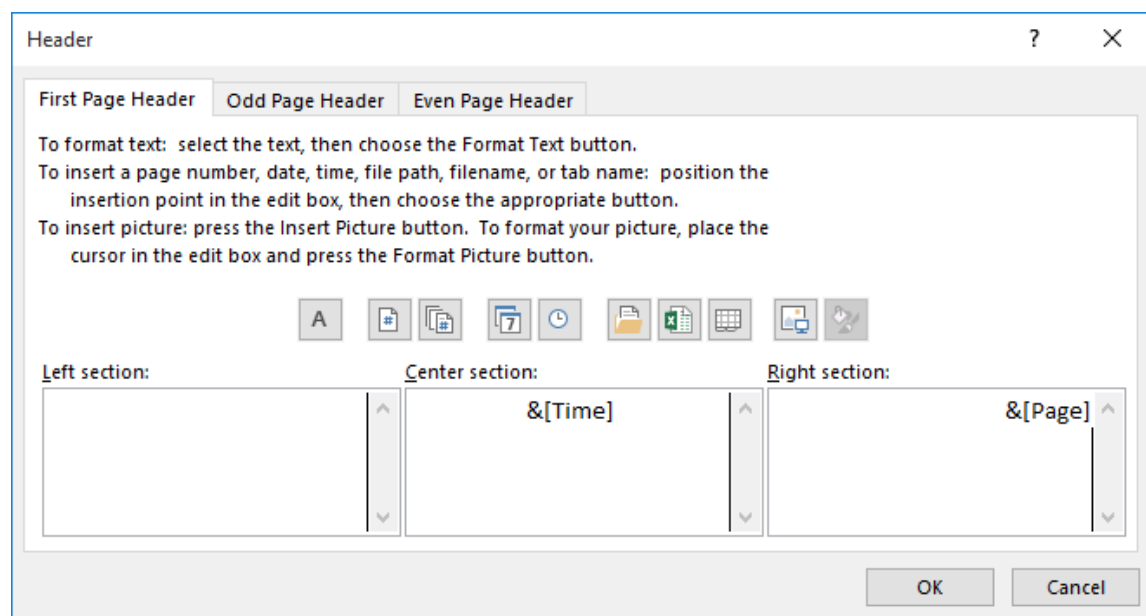 Header
?
First Page Header Odd Page Header Even Page Header
To format text: select the text, then choose the Format Text button.
To insert a page number, date, time, file path, filename, or tab name: position the
insertion point in the edit box, then choose the appropriate button.
To insert picture: press the Insert Picture button. To format your picture, place the
cursor in the edit box and press the Format Picture button.
A # # 7 X
Left section: Center section: Right section:
&[Time] &[Page]
OK Cancel